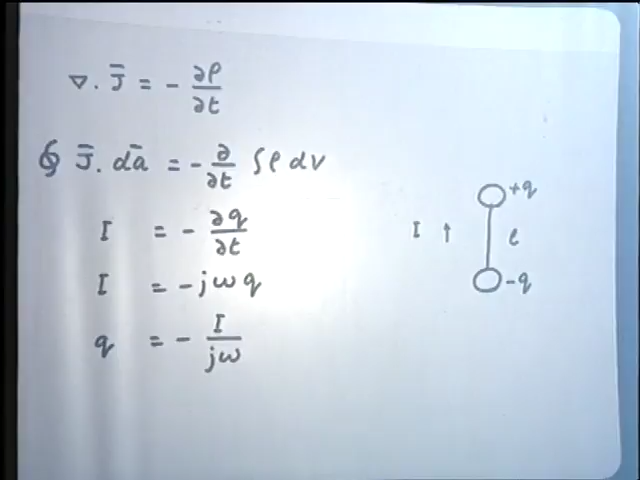 ∇. J̄ = - ∂ρ/∂t
∮ J̄. dā = - ∂/∂t ∫ρ dv
I = - ∂q/∂t
I = -jωq
q = - I/jω
+q
I ↑ l
-q